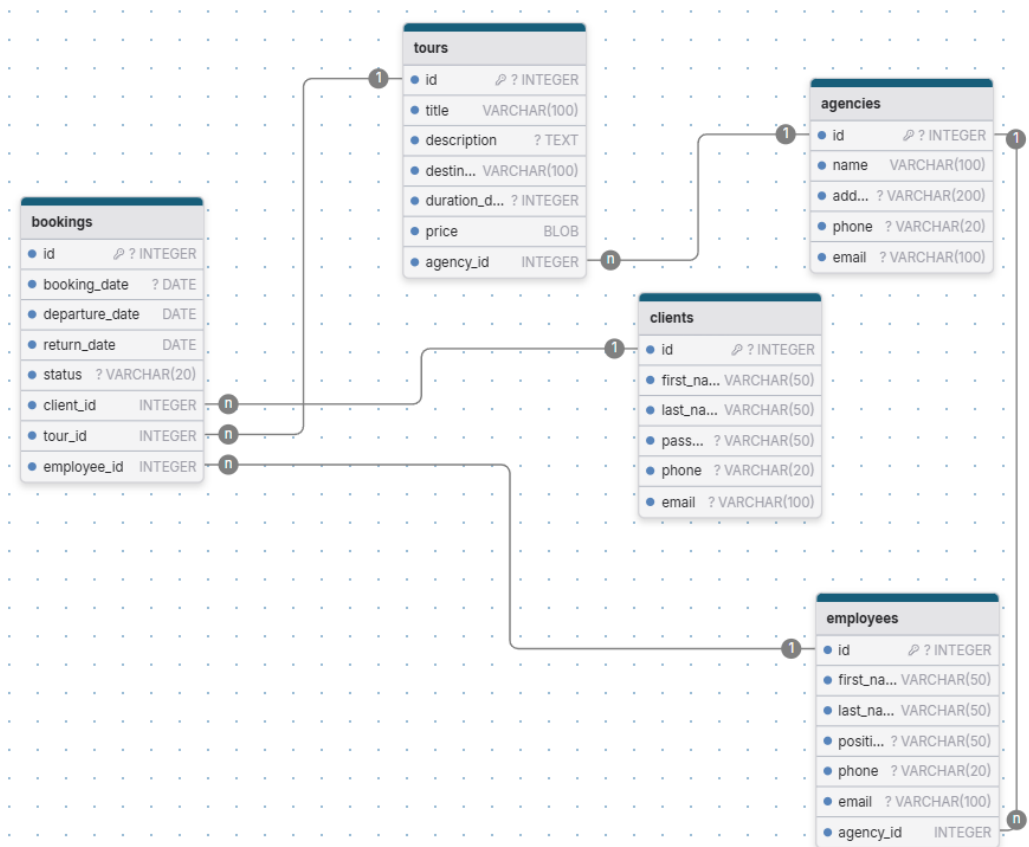 tours
id ? INTEGER
title VARCHAR(100)
description ? TEXT
destin... VARCHAR(100)
duration_d... ? INTEGER
price BLOB
agency_id INTEGER
agencies
id ? INTEGER
name VARCHAR(100)
add... ? VARCHAR(200)
phone ? VARCHAR(20)
email ? VARCHAR(100)
bookings
id ? INTEGER
booking_date ? DATE
departure_date DATE
return_date DATE
status ? VARCHAR(20)
client_id INTEGER
tour_id INTEGER
employee_id INTEGER
clients
id ? INTEGER
first_na... VARCHAR(50)
last_na... VARCHAR(50)
pass... ? VARCHAR(50)
phone ? VARCHAR(20)
email ? VARCHAR(100)
employees
id ? INTEGER
first_na... VARCHAR(50)
last_na... VARCHAR(50)
positi... ? VARCHAR(50)
phone ? VARCHAR(20)
email ? VARCHAR(100)
agency_id INTEGER
1
1
1
n
1
n
n
n
1
n